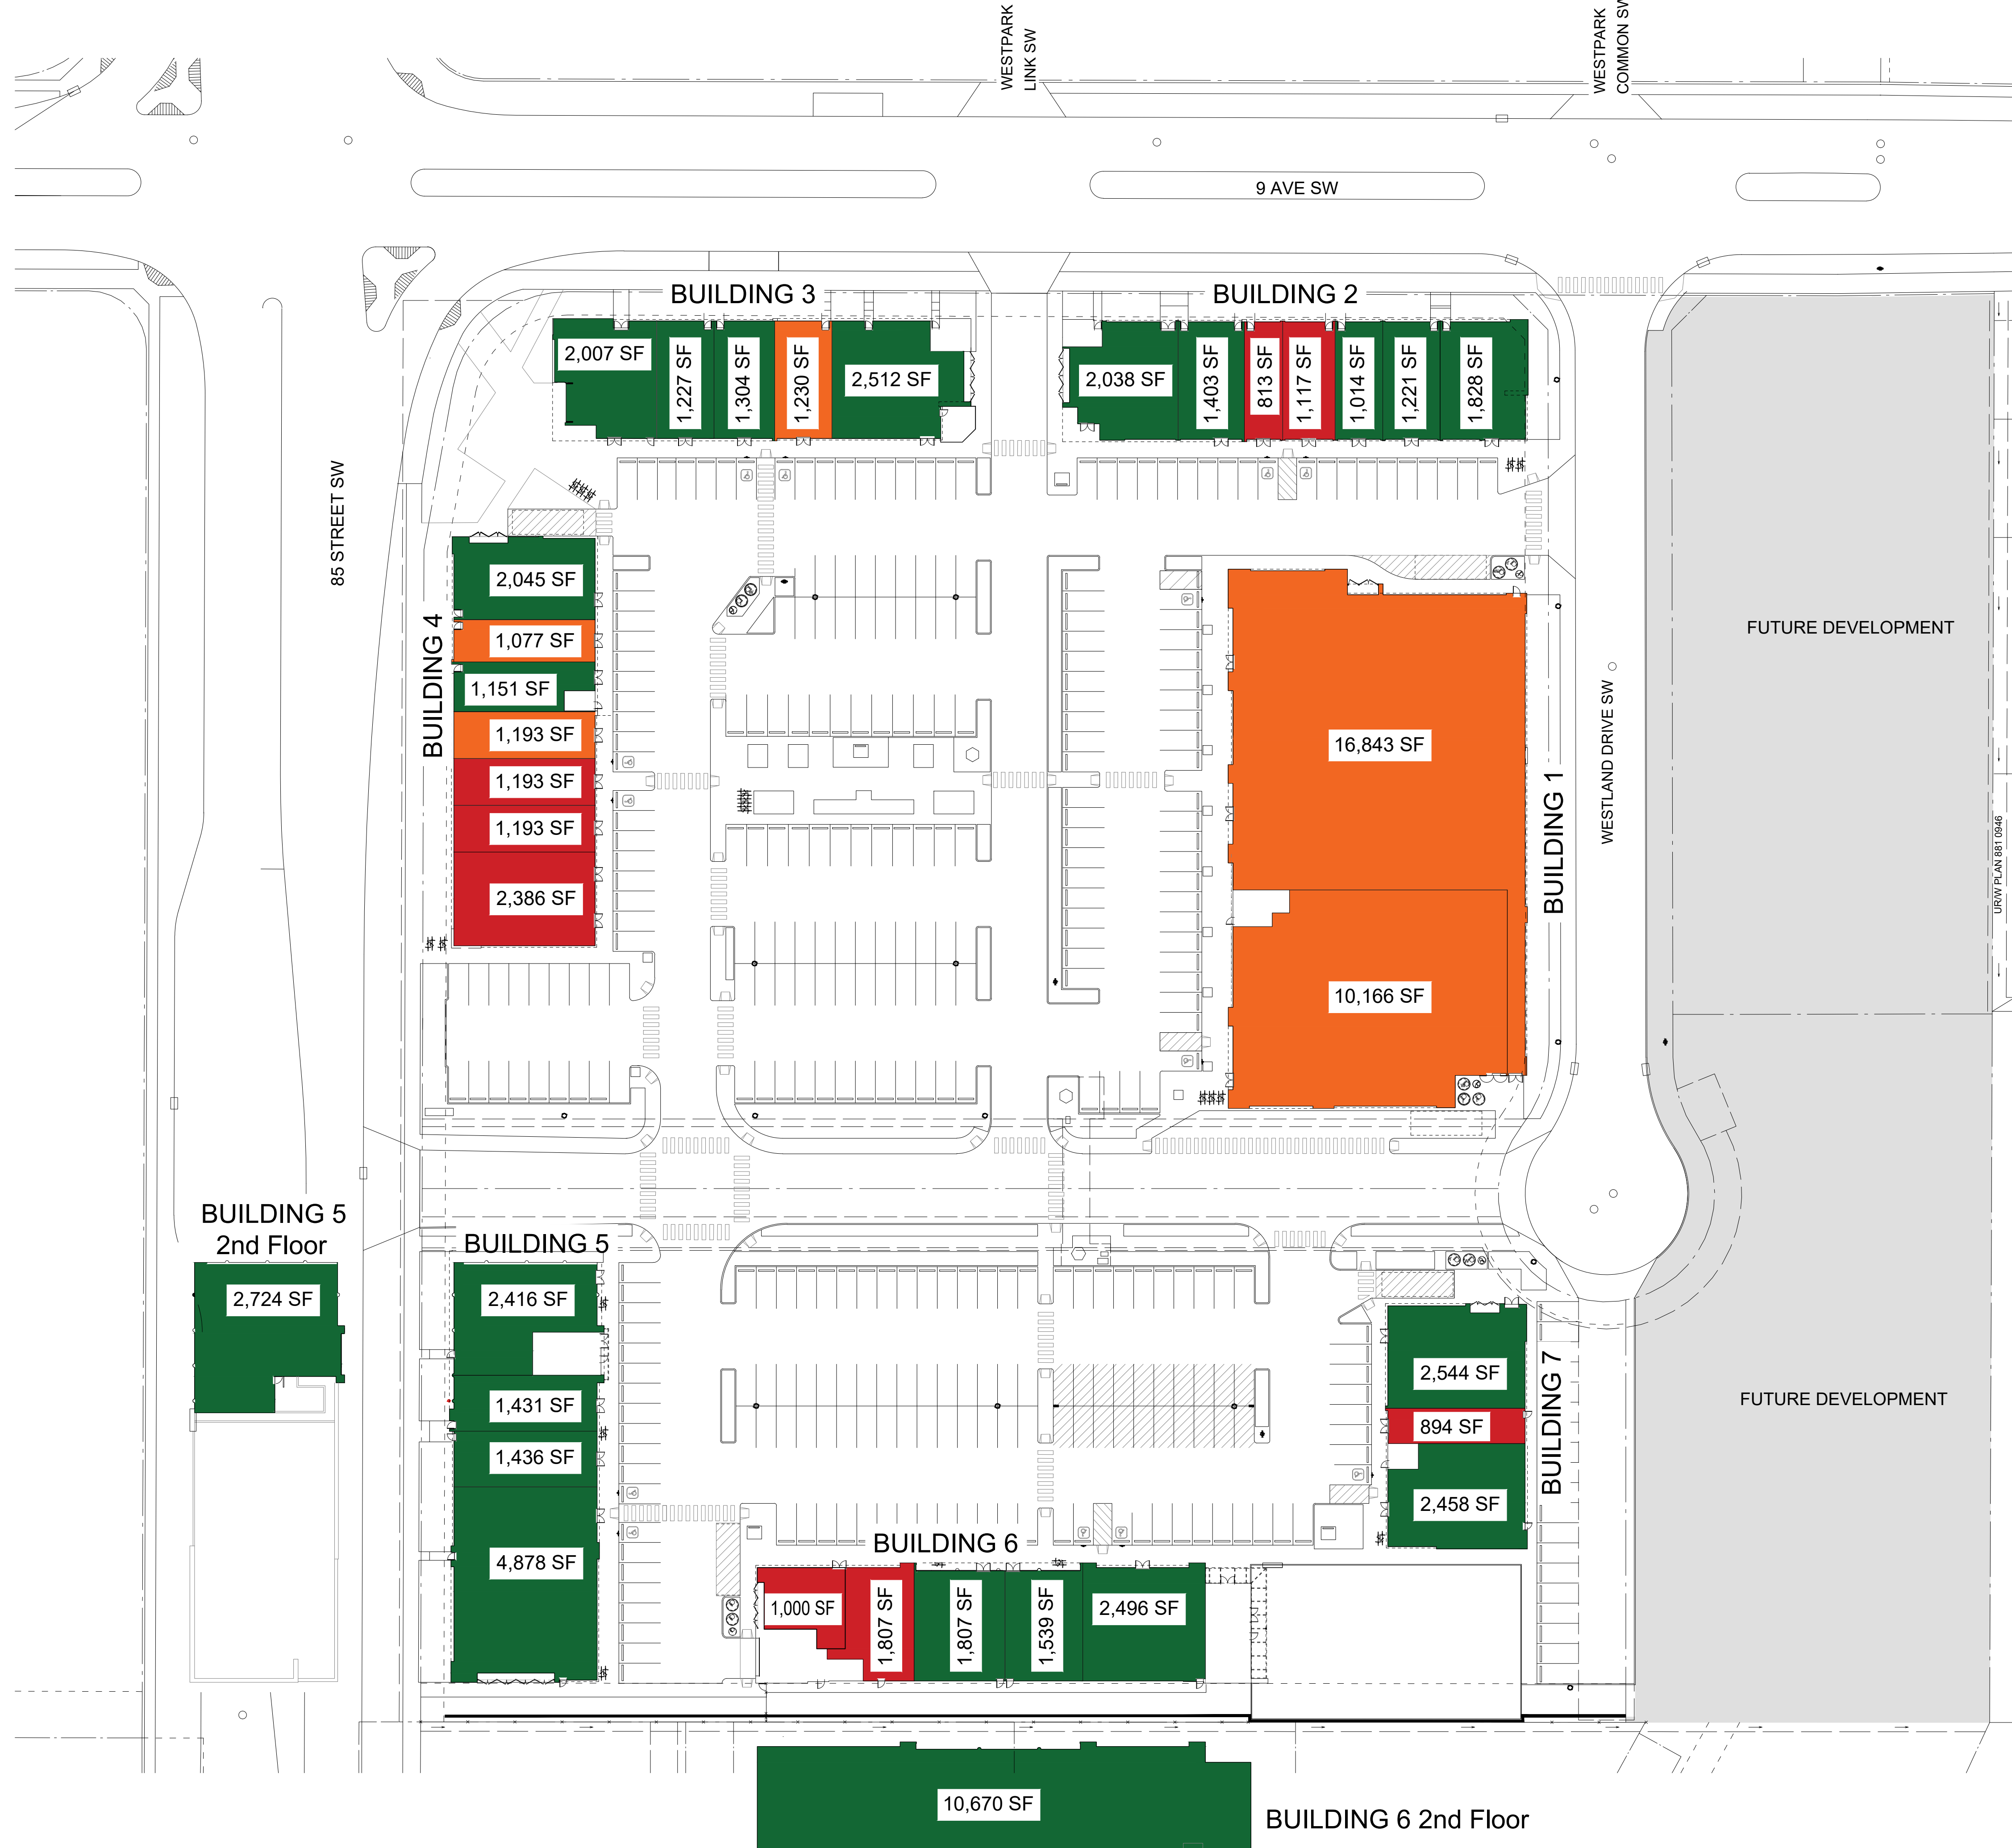 WESTPARK
LINK SW
WESTPARK
COMMON SW
9 AVE SW
BUILDING 3
BUILDING 2
2,007 SF
1,227 SF
1,304 SF
1,230 SF
2,512 SF
2,038 SF
1,403 SF
813 SF
1,117 SF
1,014 SF
1,221 SF
1,828 SF
85 STREET SW
BUILDING 4
2,045 SF
1,077 SF
1,151 SF
1,193 SF
1,193 SF
1,193 SF
2,386 SF
16,843 SF
10,166 SF
BUILDING 1
WESTLAND DRIVE SW
FUTURE DEVELOPMENT
UR/W PLAN 881 0946
BUILDING 5
2nd Floor
2,724 SF
BUILDING 5
2,416 SF
1,431 SF
1,436 SF
4,878 SF
BUILDING 6
1,000 SF
1,807 SF
1,807 SF
1,539 SF
2,496 SF
2,544 SF
894 SF
2,458 SF
BUILDING 7
FUTURE DEVELOPMENT
10,670 SF
BUILDING 6 2nd Floor